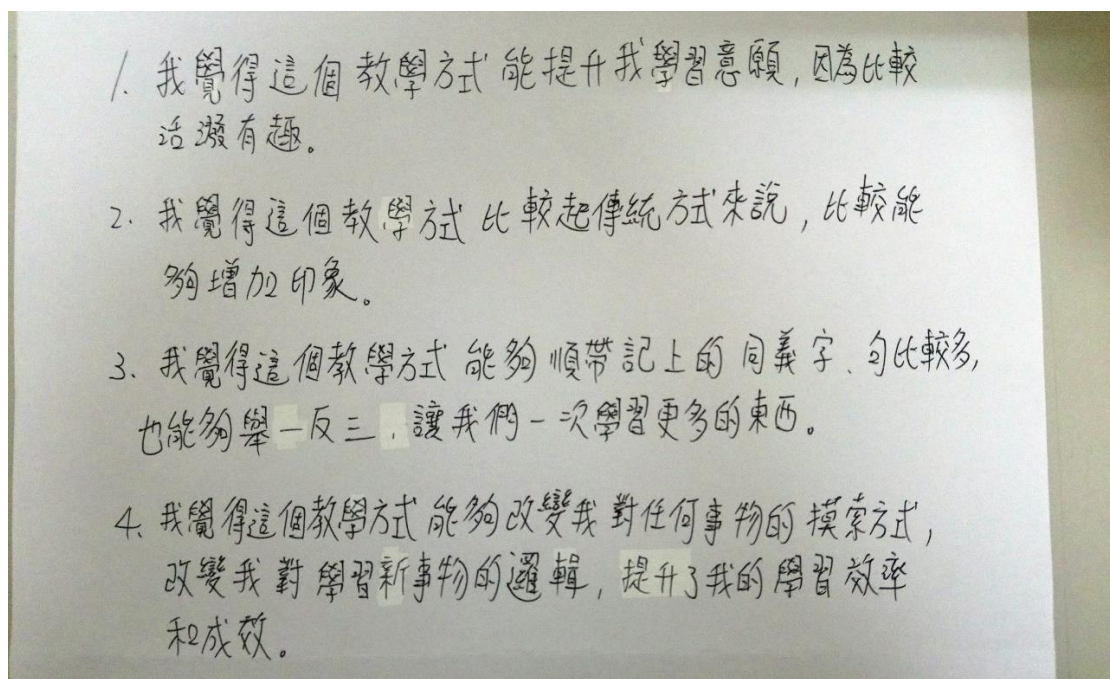 1. 我覺得這個教學方式能提升我學習意願,因為比較
活潑有趣。
2. 我覺得這個教學方式比較起傳統方式來說,比較能
夠增加印象。
3. 我覺得這個教學方式能夠順帶記上的同義字、句比較多,
也能夠舉一反三,讓我們一次學習更多的東西。
4. 我覺得這個教學方式能夠改變我對任何事物的摸索方式,
改變我對學習新事物的邏輯,提升了我的學習效率
和成效。